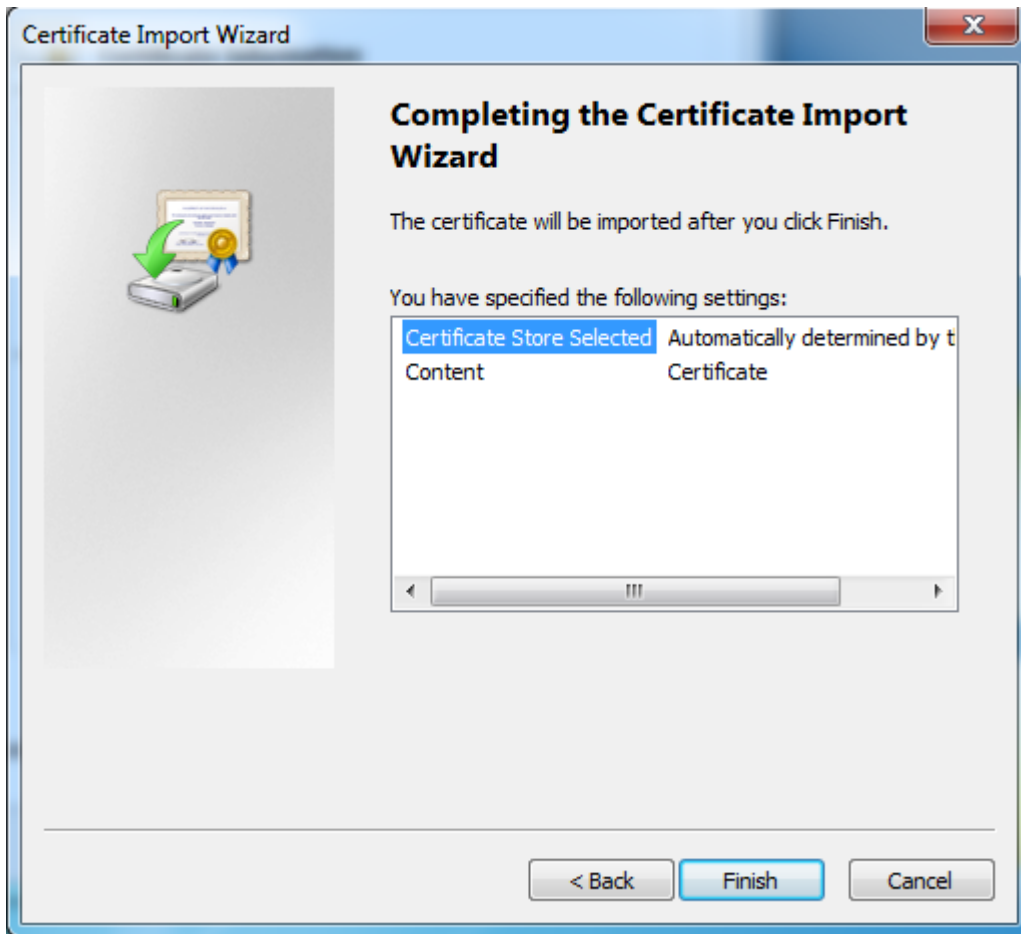 Certificate Import Wizard
Completing the Certificate Import
Wizard
The certificate will be imported after you click Finish.
You have specified the following settings:
Certificate Store Selected Automatically determined by t
Content Certificate
< Back Finish Cancel